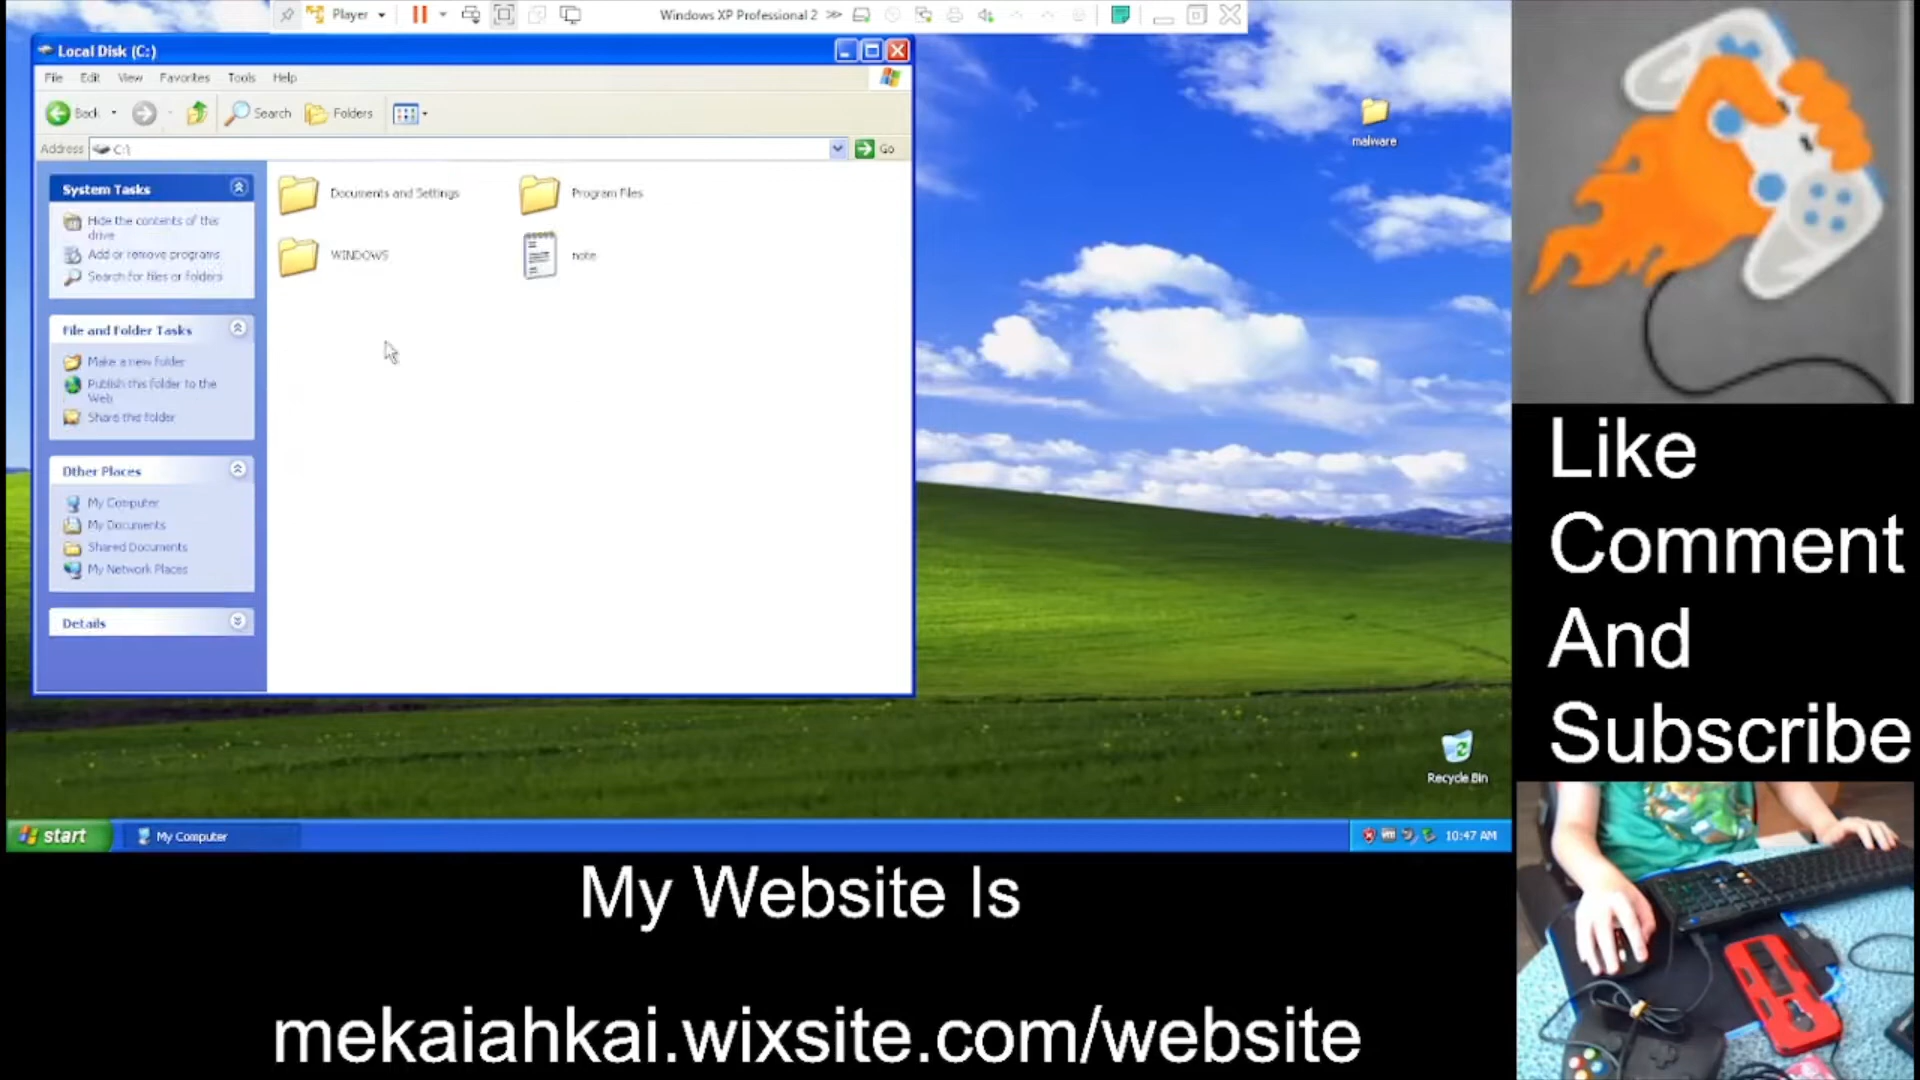 Player
Windows XP Professional 2
Local Disk (C:)
File Edit View Favorites Tools Help
Back Search Folders
Address C:\ Go
System Tasks
Hide the contents of this
drive
Add or remove programs
Search for files or folders
File and Folder Tasks
Make a new folder
Publish this folder to the
Web
Share this folder
Other Places
My Computer
My Documents
Shared Documents
My Network Places
Details
Documents and Settings
Program Files
WINDOWS
note
malware
Recycle Bin
start
My Computer
10:47 AM
Like
Comment
And
Subscribe
My Website Is
mekaiahkai.wixsite.com/website